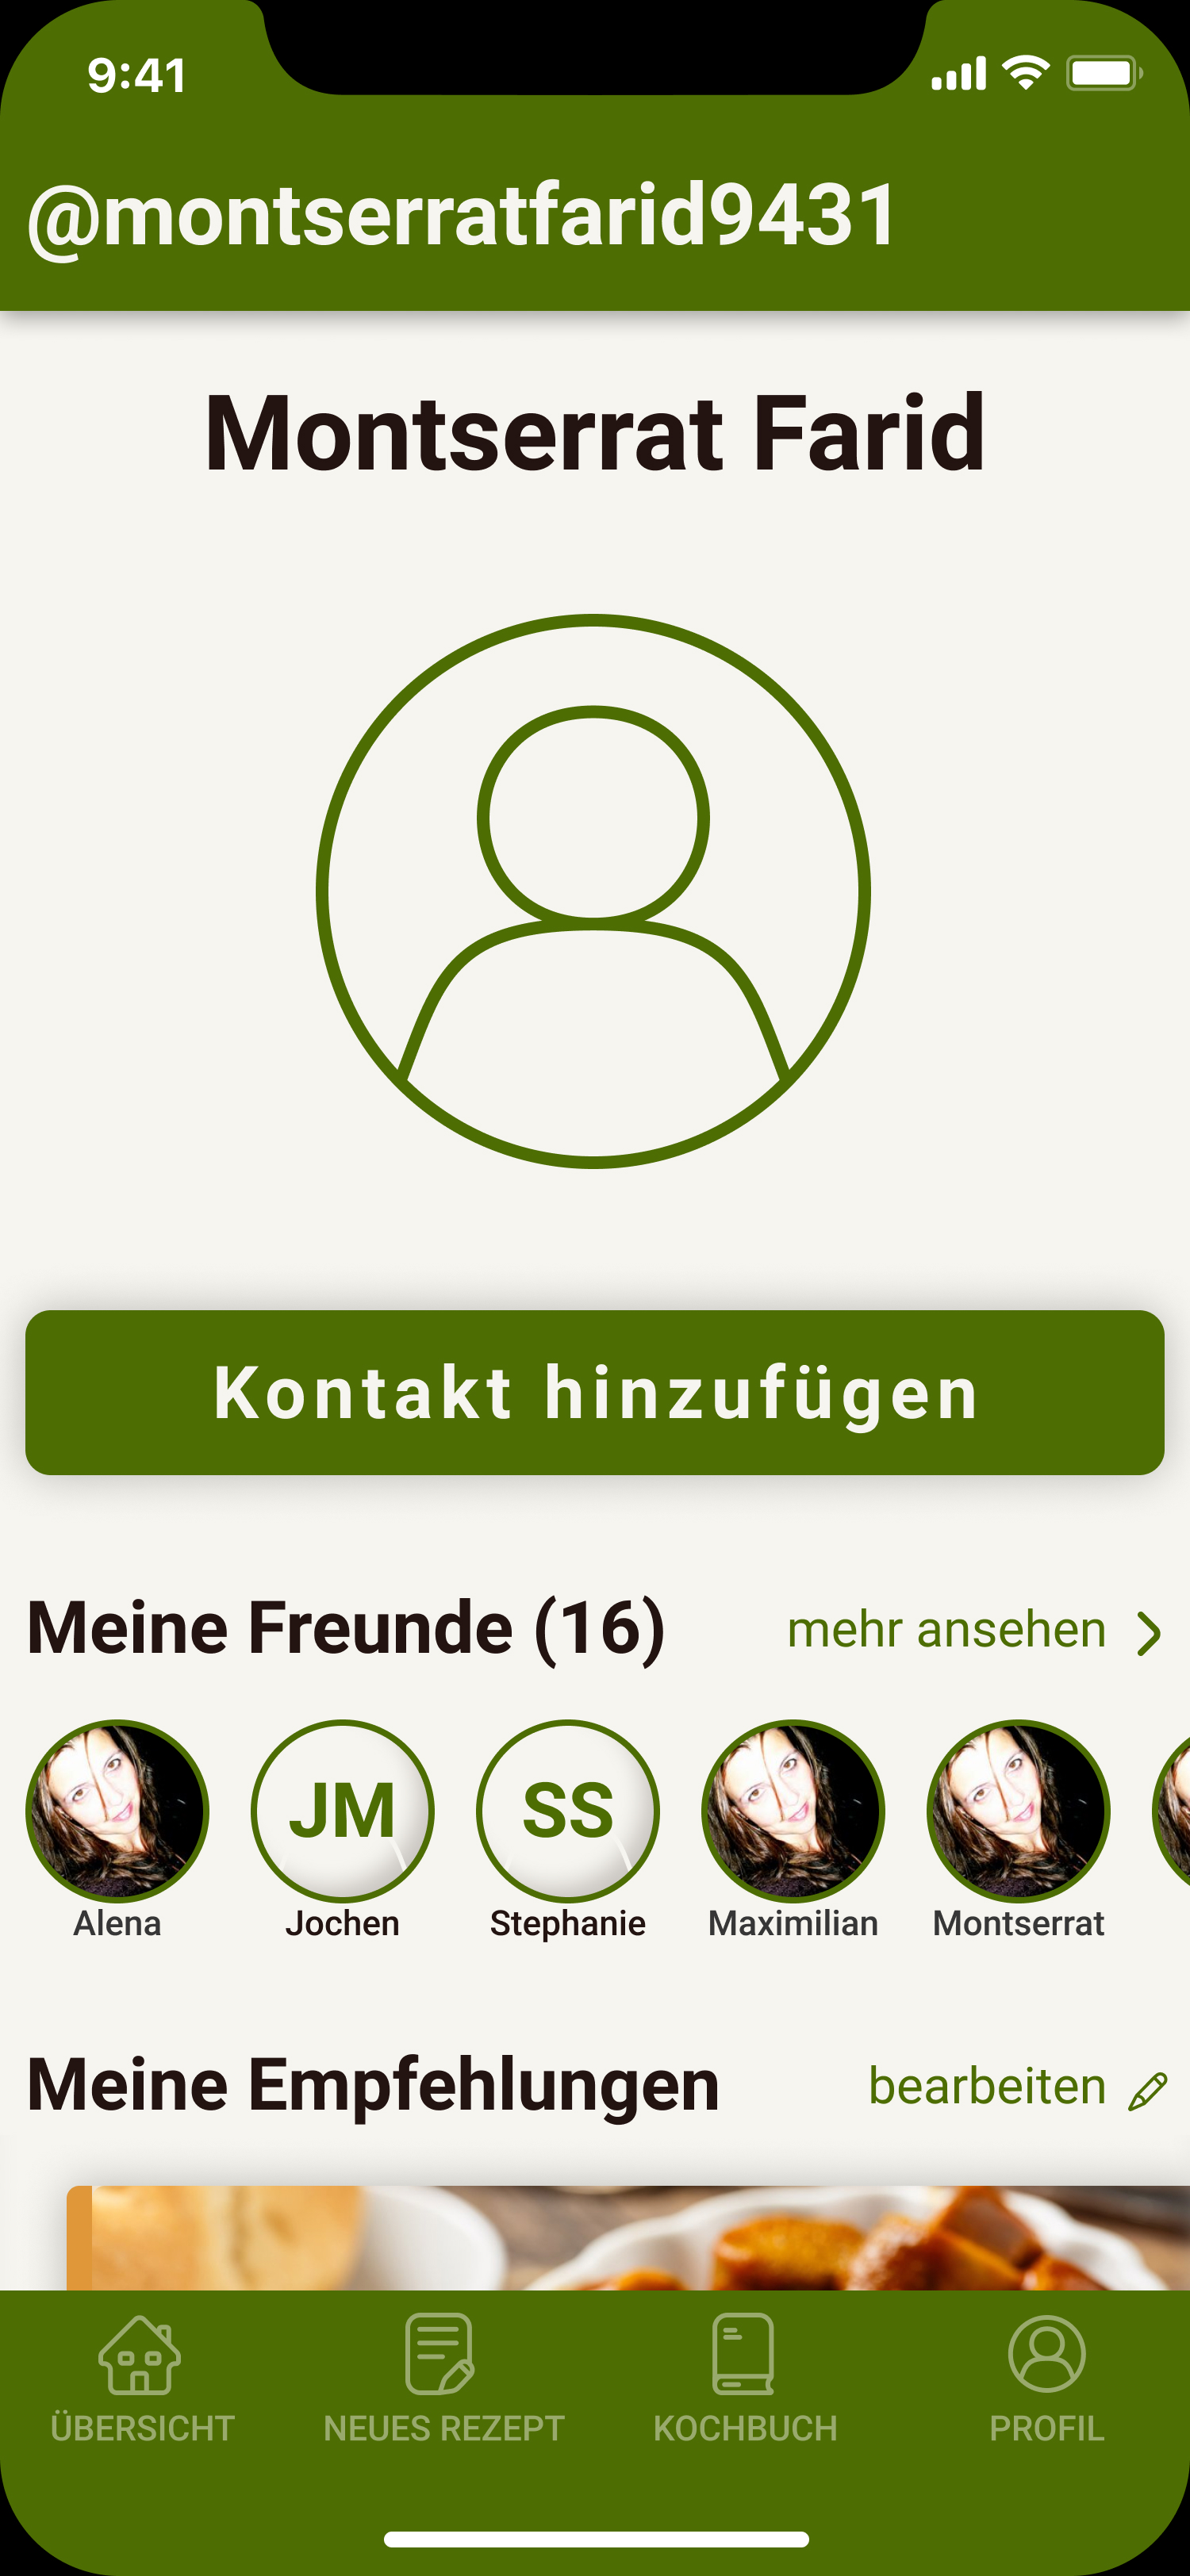 9:41
@montserratfarid9431
Montserrat Farid
Kontakt hinzufügen
Meine Freunde (16) mehr ansehen
JM SS
Alena Jochen Stephanie Maximilian Montserrat
Meine Empfehlungen bearbeiten
ÜBERSICHT NEUES REZEPT KOCHBUCH PROFIL